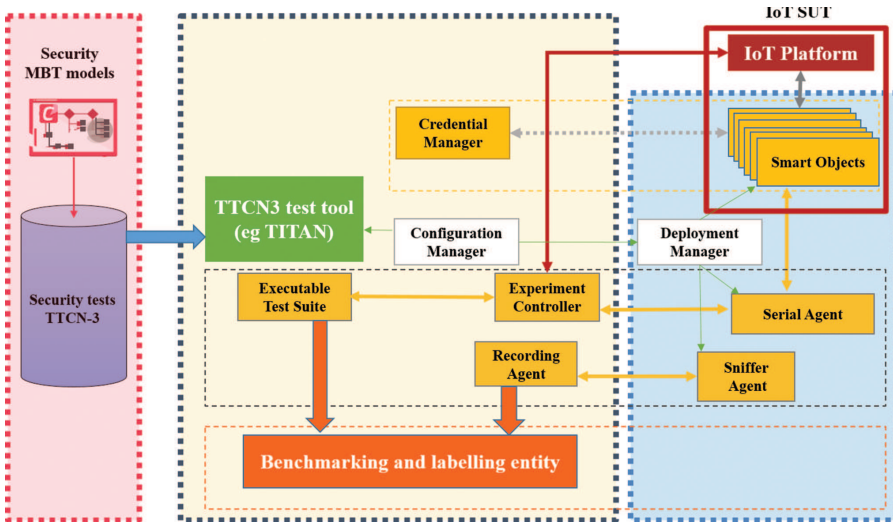 IoT SUT
Security
MBT models
IoT Platform
Credential
Manager
Smart Objects
TTCN3 test tool
(eg TITAN)
Configuration
Manager
Deployment
Manager
Security tests
TTCN-3
Executable
Test Suite
Experiment
Controller
Serial Agent
Recording
Agent
Sniffer
Agent
Benchmarking and labelling entity